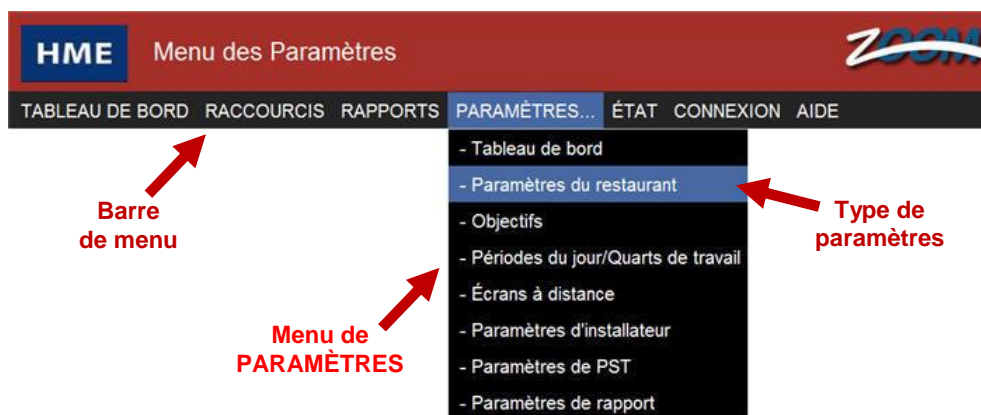 HME Menu des Paramètres ZOOM
TABLEAU DE BORD RACCOURCIS RAPPORTS PARAMÈTRES... ÉTAT CONNEXION AIDE
- Tableau de bord
- Paramètres du restaurant
- Objectifs
- Périodes du jour/Quarts de travail
- Écrans à distance
- Paramètres d'installateur
- Paramètres de PST
- Paramètres de rapport
Barre
de menu
Type de
paramètres
Menu de
PARAMÈTRES